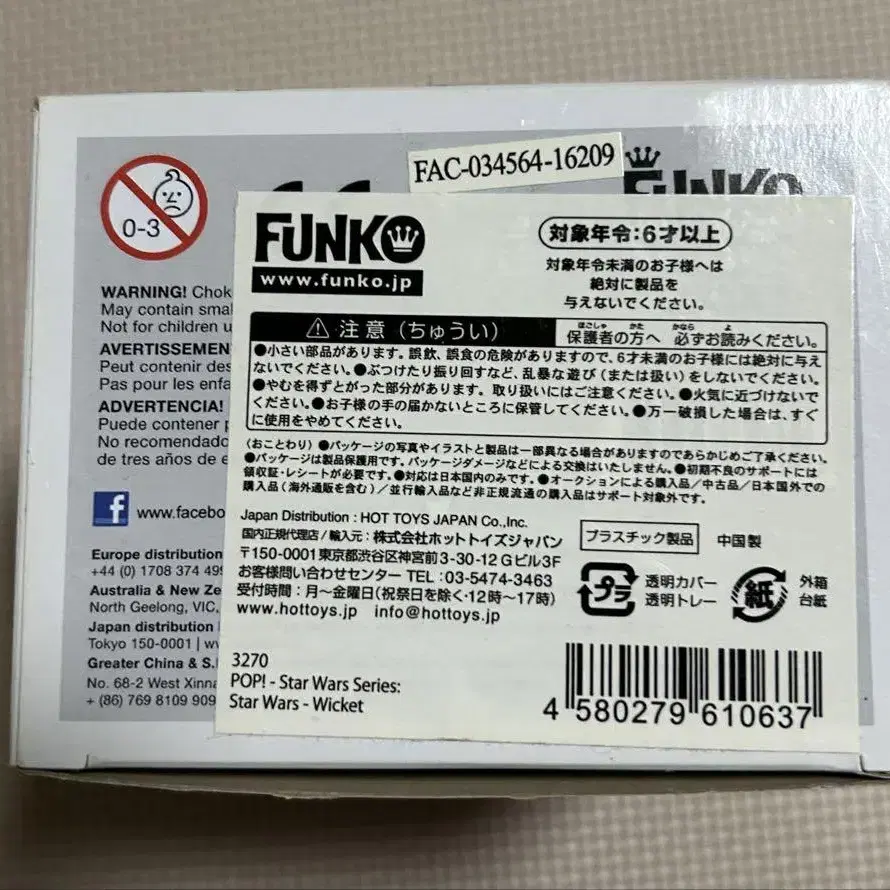 FAC-034564-16209
FUNKO
0-3
FUNKO
www.funko.jp
対象年令:6才以上
対象年令未満のお子様へは
絶対に製品を
与えないでください。
WARNING! Chok
May contain smal
Not for children u
AVERTISSEMEN
Peut contenir des
Pas pour les enfa
ADVERTENCIA!
Puede contener p
No recomendado
de tres años de e
⚠注意(ちゅうい)
保護者の方へ 必ずお読みください。
ほごしゃ かた かなら よ
●小さい部品があります。誤飲、誤食の危険がありますので、6才未満のお子様には絶対に与え
ないでください。●ぶつけたり振り回すなど、乱暴な遊び(または扱い)をしないでください。
●やむを得ずとがった部分があります。取り扱いにはご注意ください。●火気に近づけないで
ください。●お子様の手の届かないところに保管してください。●万一破損した場合は、すぐ
に使用をやめてください。
(おことわり)●パッケージの写真やイラストと製品は一部異なる場合がありますのであらかじめご了承ください。
●パッケージは製品保護用です。パッケージダメージなどによる交換はいたしません。●初期不良のサポートには
領収証・レシートが必要です。●対応は日本国内のみです。●オークションによる購入品/中古品/日本国外での
購入品(海外通販を含む)/並行輸入品など非正規流通の購入品はサポート対象外です。
f www.facebo
Japan Distribution : HOT TOYS JAPAN Co.,Inc.
国内正規代理店/輸入元:株式会社ホットトイズジャパン
〒150-0001東京都渋谷区神宮前3-30-12 Gビル3F
お客様問い合わせセンター TEL:03-5474-3463
受付時間:月~金曜日(祝祭日を除く・12時~17時)
www.hottoys.jp info@hottoys.jp
プラスチック製品 中国製
プラ
透明カバー
透明トレー
紙
外箱
台紙
Europe distribution
+44 (0) 1708 374 499
Australia & New Ze
North Geelong, VIC,
Japan distribution
Tokyo 150-0001 | w
Greater China & S.
No. 68-2 West Xinna
+ (86) 769 8109 909
3270
POP! - Star Wars Series:
Star Wars - Wicket
4 580279 610637